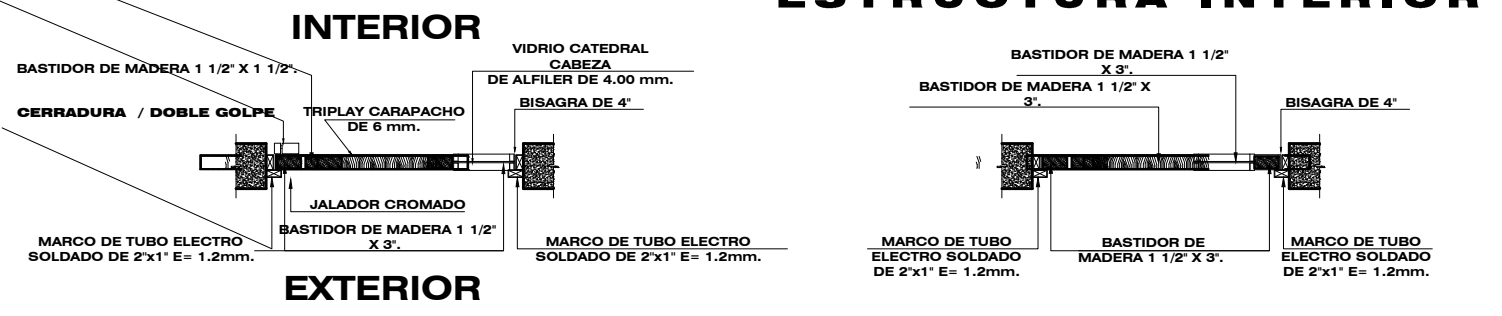 ESTRUCTURA INTERIOR
INTERIOR
VIDRIO CATEDRAL
CABEZA
DE ALFILER DE 4.00 mm.
BASTIDOR DE MADERA 1 1/2" X 1 1/2".
BISAGRA DE 4"
CERRADURA / DOBLE GOLPE
TRIPLAY CARAPACHO
DE 6 mm.
JALADOR CROMADO
BASTIDOR DE MADERA 1 1/2"
X 3".
MARCO DE TUBO ELECTRO
SOLDADO DE 2"x1" E= 1.2mm.
MARCO DE TUBO ELECTRO
SOLDADO DE 2"x1" E= 1.2mm.
EXTERIOR
BASTIDOR DE MADERA 1 1/2"
X 3".
BASTIDOR DE MADERA 1 1/2" X
3".
BISAGRA DE 4"
MARCO DE TUBO
ELECTRO SOLDADO
DE 2"x1" E= 1.2mm.
BASTIDOR DE
MADERA 1 1/2" X 3".
MARCO DE TUBO
ELECTRO SOLDADO
DE 2"x1" E= 1.2mm.